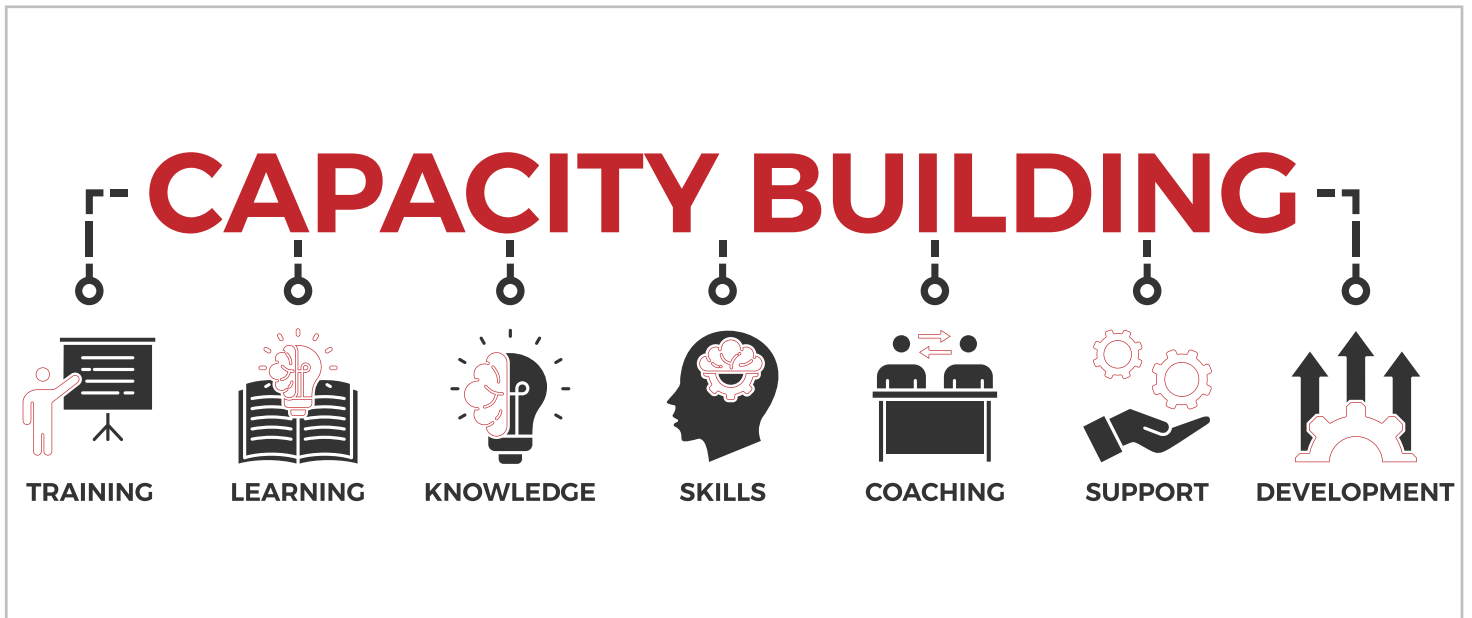 CAPACITY BUILDING
TRAINING
LEARNING
KNOWLEDGE
SKILLS
COACHING
SUPPORT
DEVELOPMENT